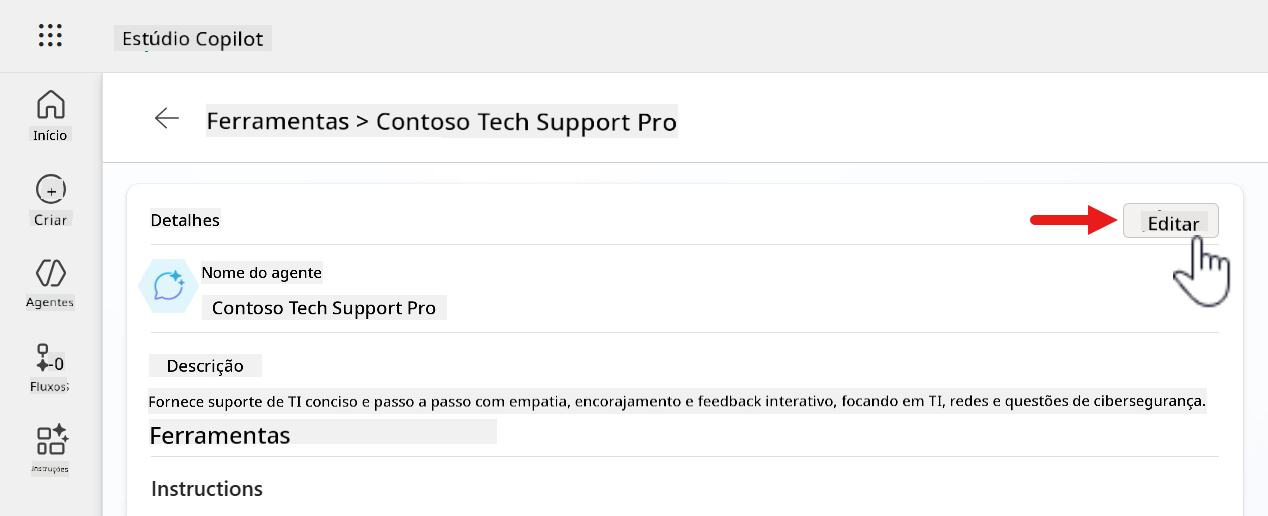 Estúdio Copilot
Início
Criar
Agentes
Fluxos
Instruções
Ferramentas > Contoso Tech Support Pro
Detalhes
Editar
Nome do agente
Contoso Tech Support Pro
Descrição
Fornece suporte de TI conciso e passo a passo com empatia, encorajamento e feedback interativo, focando em TI, redes e questões de cibersegurança.
Ferramentas
Instructions